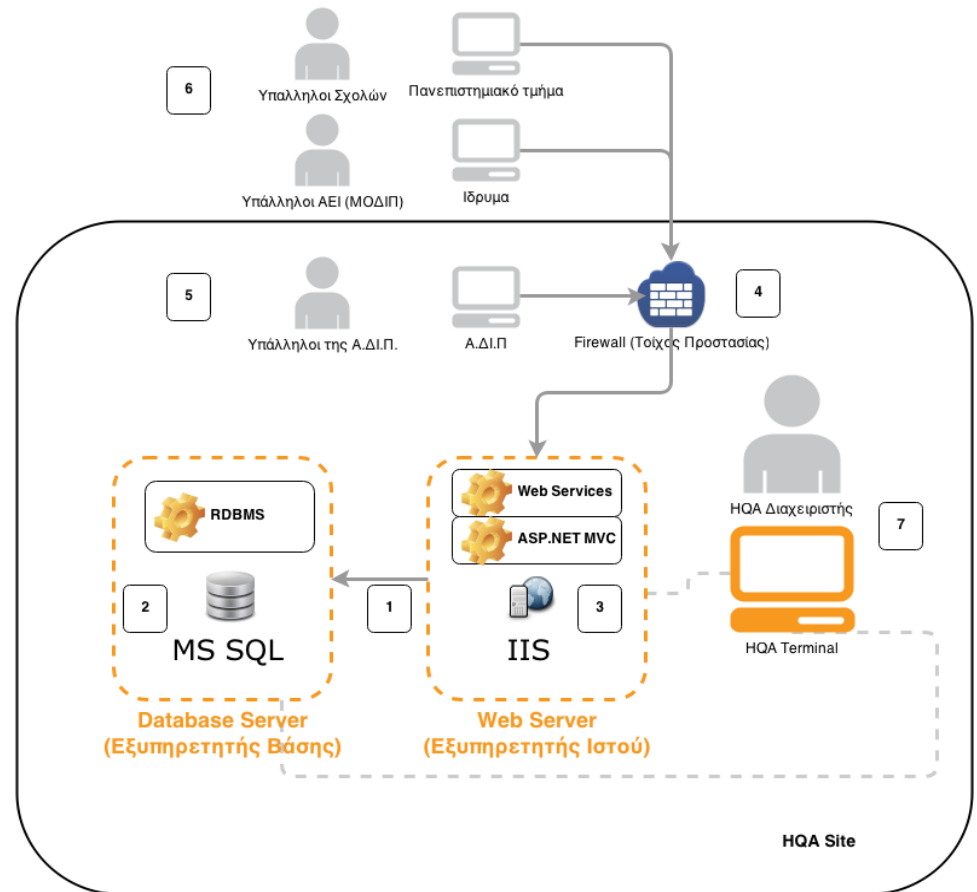 6
Υπαλληλοι Σχολών
Πανεπιστημιακό τμήμα
Υπάλληλοι ΑΕΙ (ΜΟΔΙΠ)
Ιδρυμα
5
Υπάλληλοι της Α.ΔΙ.Π.
Α.ΔΙ.Π
4
Firewall (Τοίχος Προστασίας)
RDBMS
2
MS SQL
Database Server
(Εξυπηρετητής Βάσης)
1
Web Services
ASP.NET MVC
3
IIS
Web Server
(Εξυπηρετητής Ιστού)
HQA Διαχειριστής
7
HQA Terminal
HQA Site